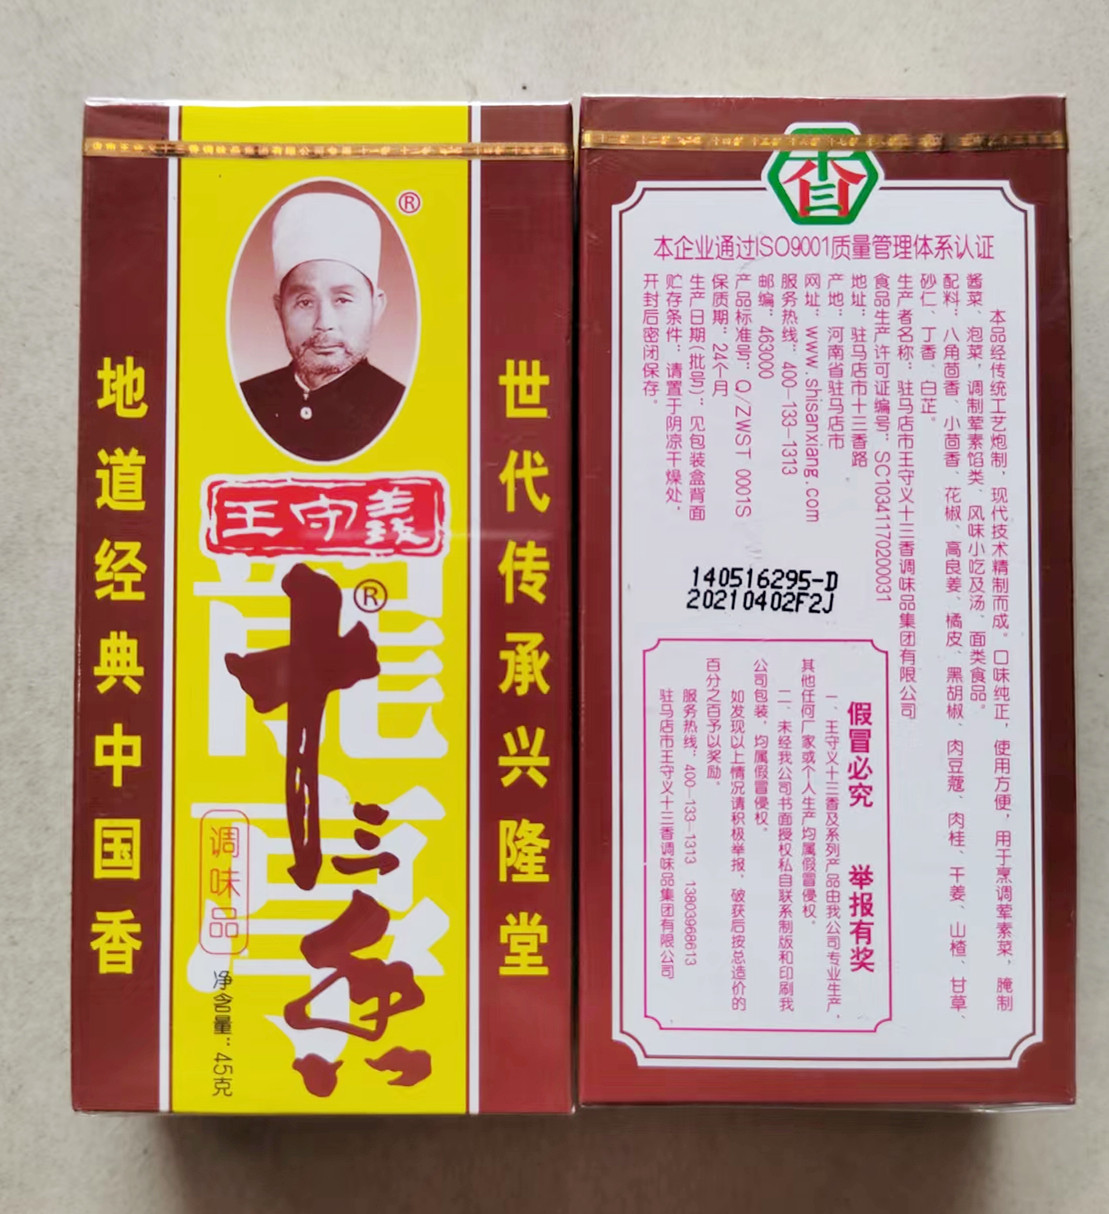 世代传承兴隆堂
地道经典中国香
®
王守義
®
十三香
龍亭
调味品
净含量：45克
本企业通过ISO9001质量管理体系认证
本品经传统工艺炮制，现代技术精制而成。口味纯正，使用方便，用于烹调荤素菜，腌制
酱菜、泡菜，调制荤素馅类、风味小吃及汤、面类食品。
配料：八角茴香、小茴香、花椒、高良姜、橘皮、黑胡椒、肉豆蔻、肉桂、干姜、山楂、甘草、
砂仁、丁香、白芷。
生产者名称：驻马店市王守义十三香调味品集团有限公司
食品生产许可证编号：SC10341170200031
地址：驻马店市十三香路
产地：河南省驻马店市
网址：www.shisanxiang.com
服务热线：400-133-1313
邮编：463000
产品标准号：Q/ZWST 0001S
保质期：24个月
生产日期(批号)：见包装盒背面
贮存条件：请置于阴凉干燥处，
开封后密闭保存。
140516295-D
20210402F2J
假冒必究 举报有奖
一、王守义十三香及系列产品由我公司专业生产，
其他任何厂家或个人生产均属假冒侵权。
二、未经我公司书面授权私自联系制版和印刷我
公司包装，均属假冒侵权。
如发现以上情况请积极举报，破获后按总造价的
百分之百予以奖励。
服务热线：400-133-1313 13803968613
驻马店市王守义十三香调味品集团有限公司